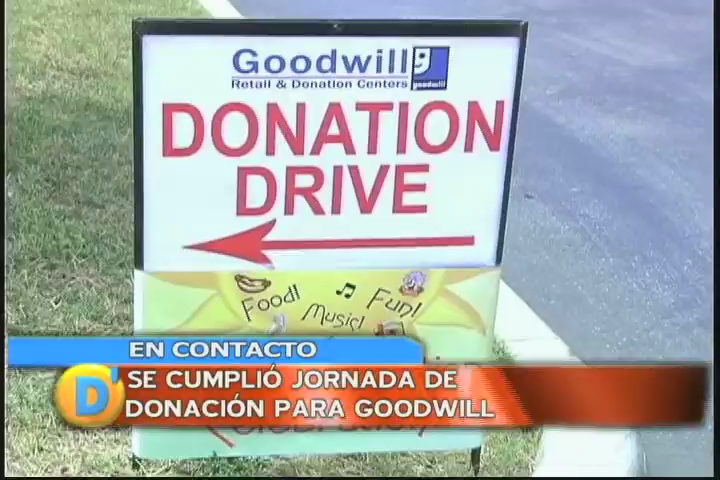 Goodwill
Retail & Donation Centers
goodwill
DONATION
DRIVE
Food!
Music!
Fun!
EN CONTACTO
D'
SE CUMPLIÓ JORNADA DE
DONACIÓN PARA GOODWILL